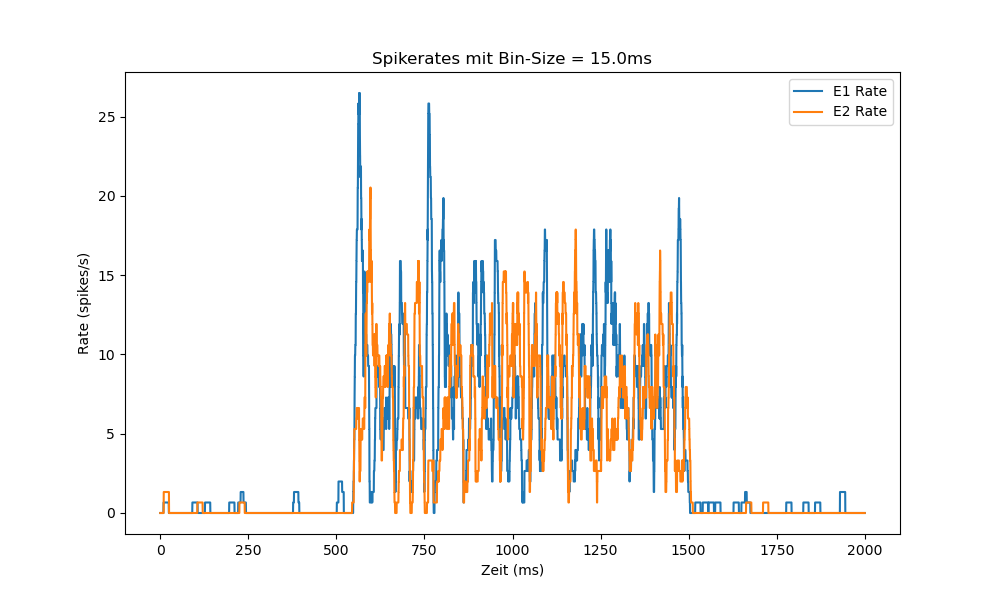 Spikerates mit Bin-Size = 15.0ms
E1 Rate
E2 Rate
25
20
15
10
5
0
Rate (spikes/s)
0 250 500 750 1000 1250 1500 1750 2000
Zeit (ms)